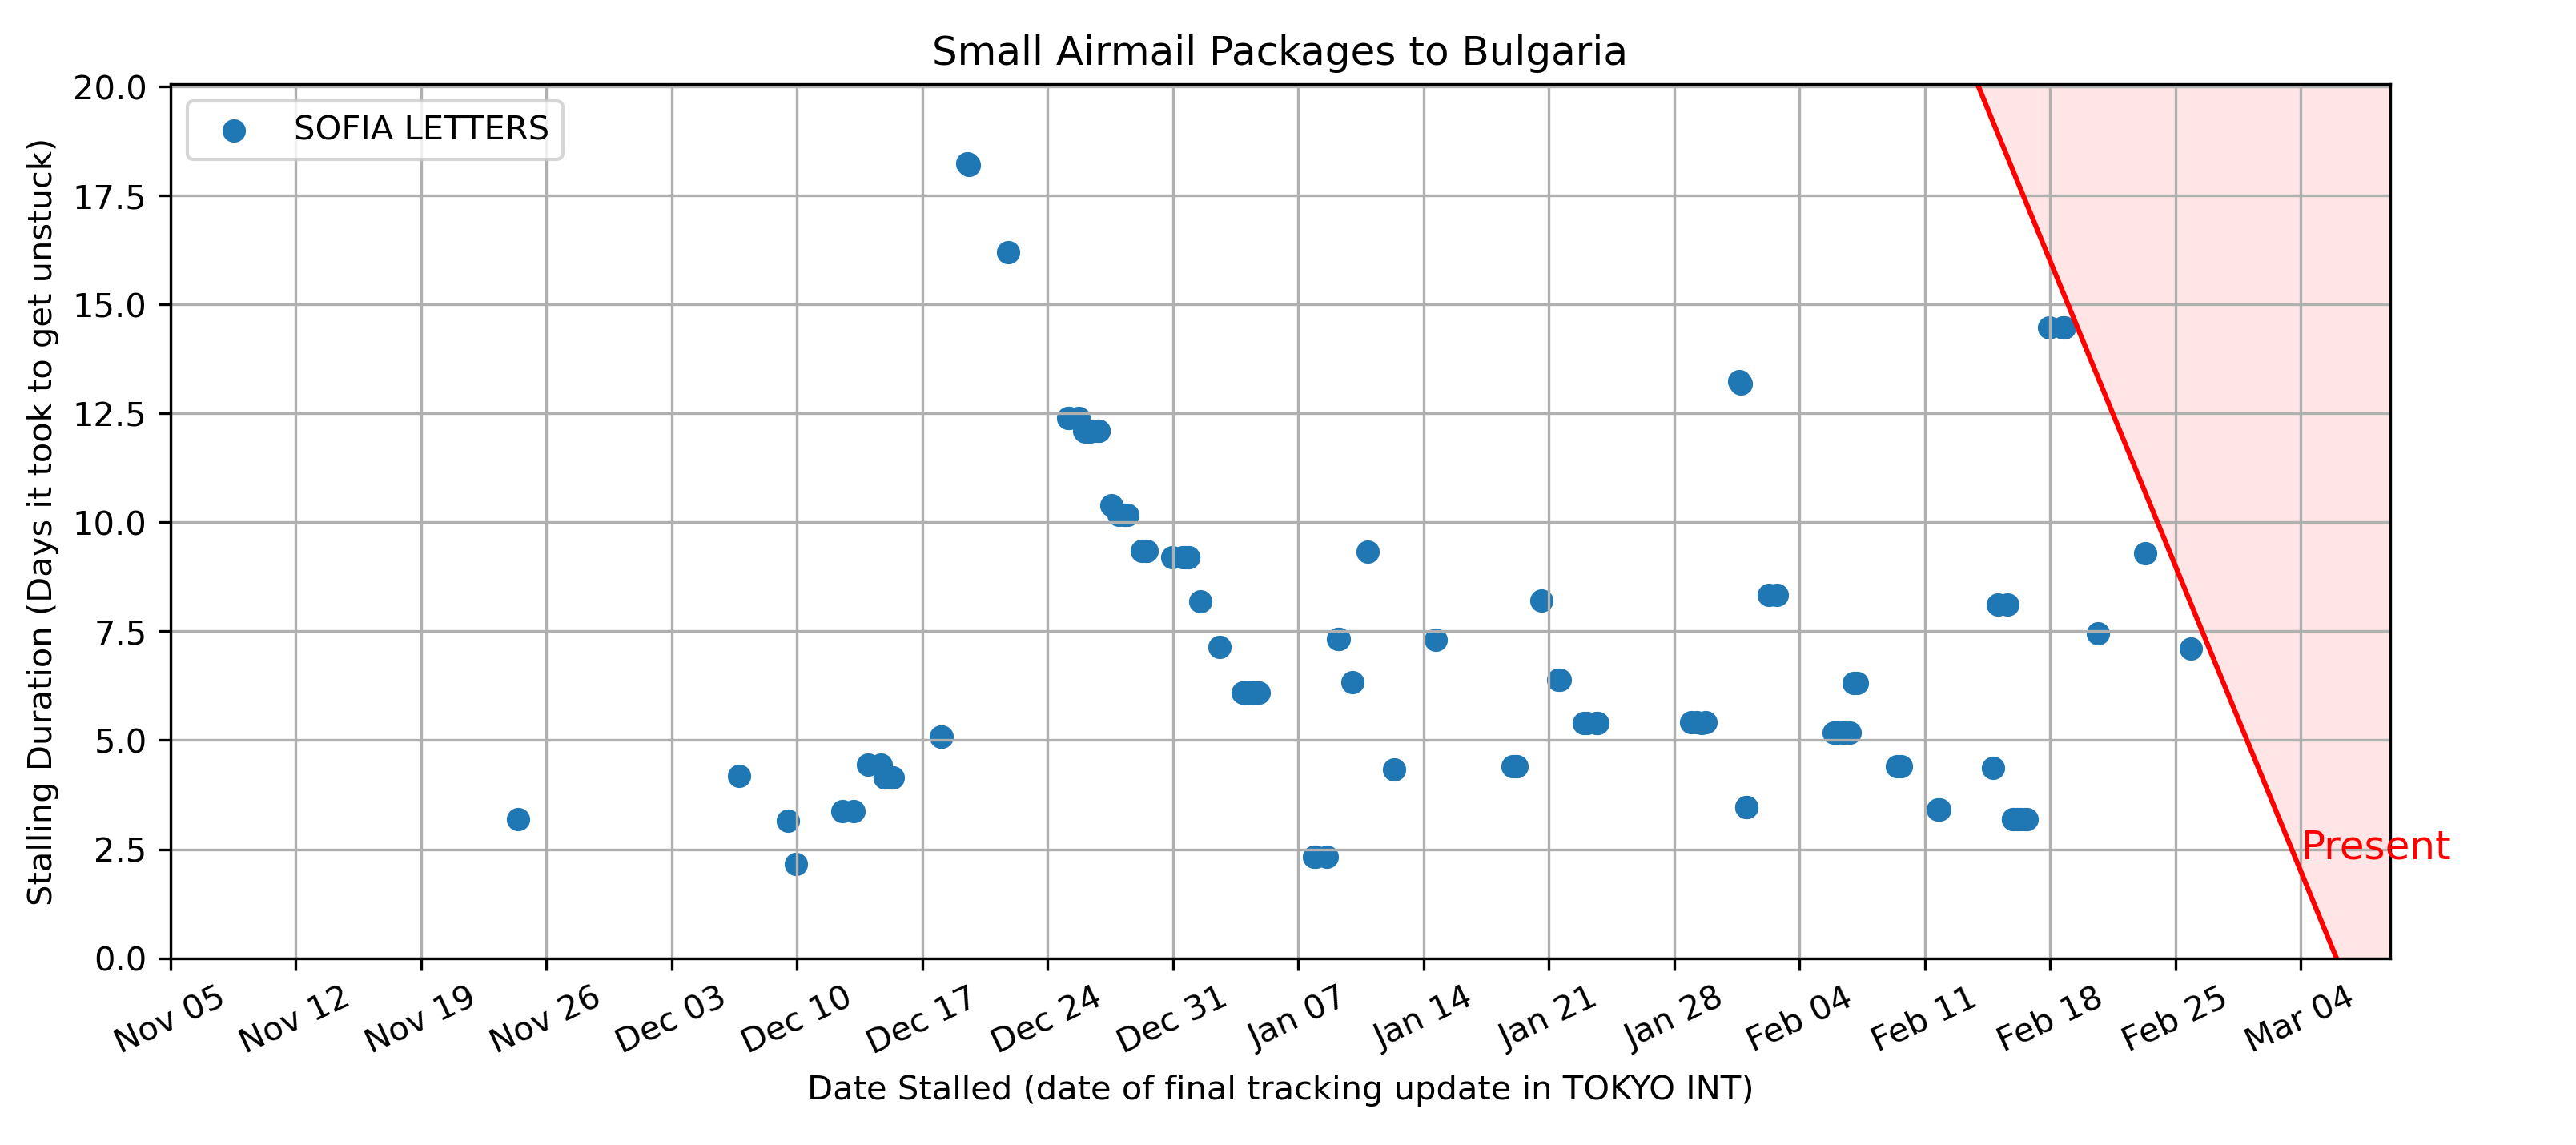 Small Airmail Packages to Bulgaria
SOFIA LETTERS
Stalling Duration (Days it took to get unstuck)
20.0
17.5
15.0
12.5
10.0
7.5
5.0
2.5
0.0
Present
Nov 05
Nov 12
Nov 19
Nov 26
Dec 03
Dec 10
Dec 17
Dec 24
Dec 31
Jan 07
Jan 14
Jan 21
Jan 28
Feb 04
Feb 11
Feb 18
Feb 25
Mar 04
Date Stalled (date of final tracking update in TOKYO INT)